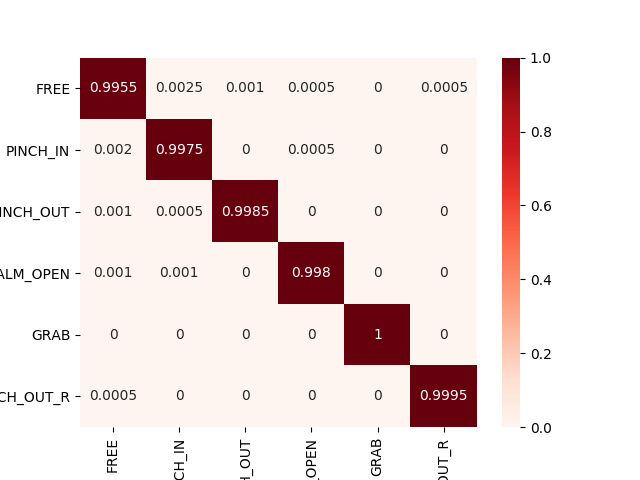 FREE 0.9955 0.0025 0.001 0.0005 0 0.0005
PINCH_IN 0.002 0.9975 0 0.0005 0 0
INCH_OUT 0.001 0.0005 0.9985 0 0 0
ALM_OPEN 0.001 0.001 0 0.998 0 0
GRAB 0 0 0 0 1 0
CH_OUT_R 0.0005 0 0 0 0 0.9995
FREE CH_IN H_OUT _OPEN GRAB OUT_R
1.0
0.8
0.6
0.4
0.2
0.0